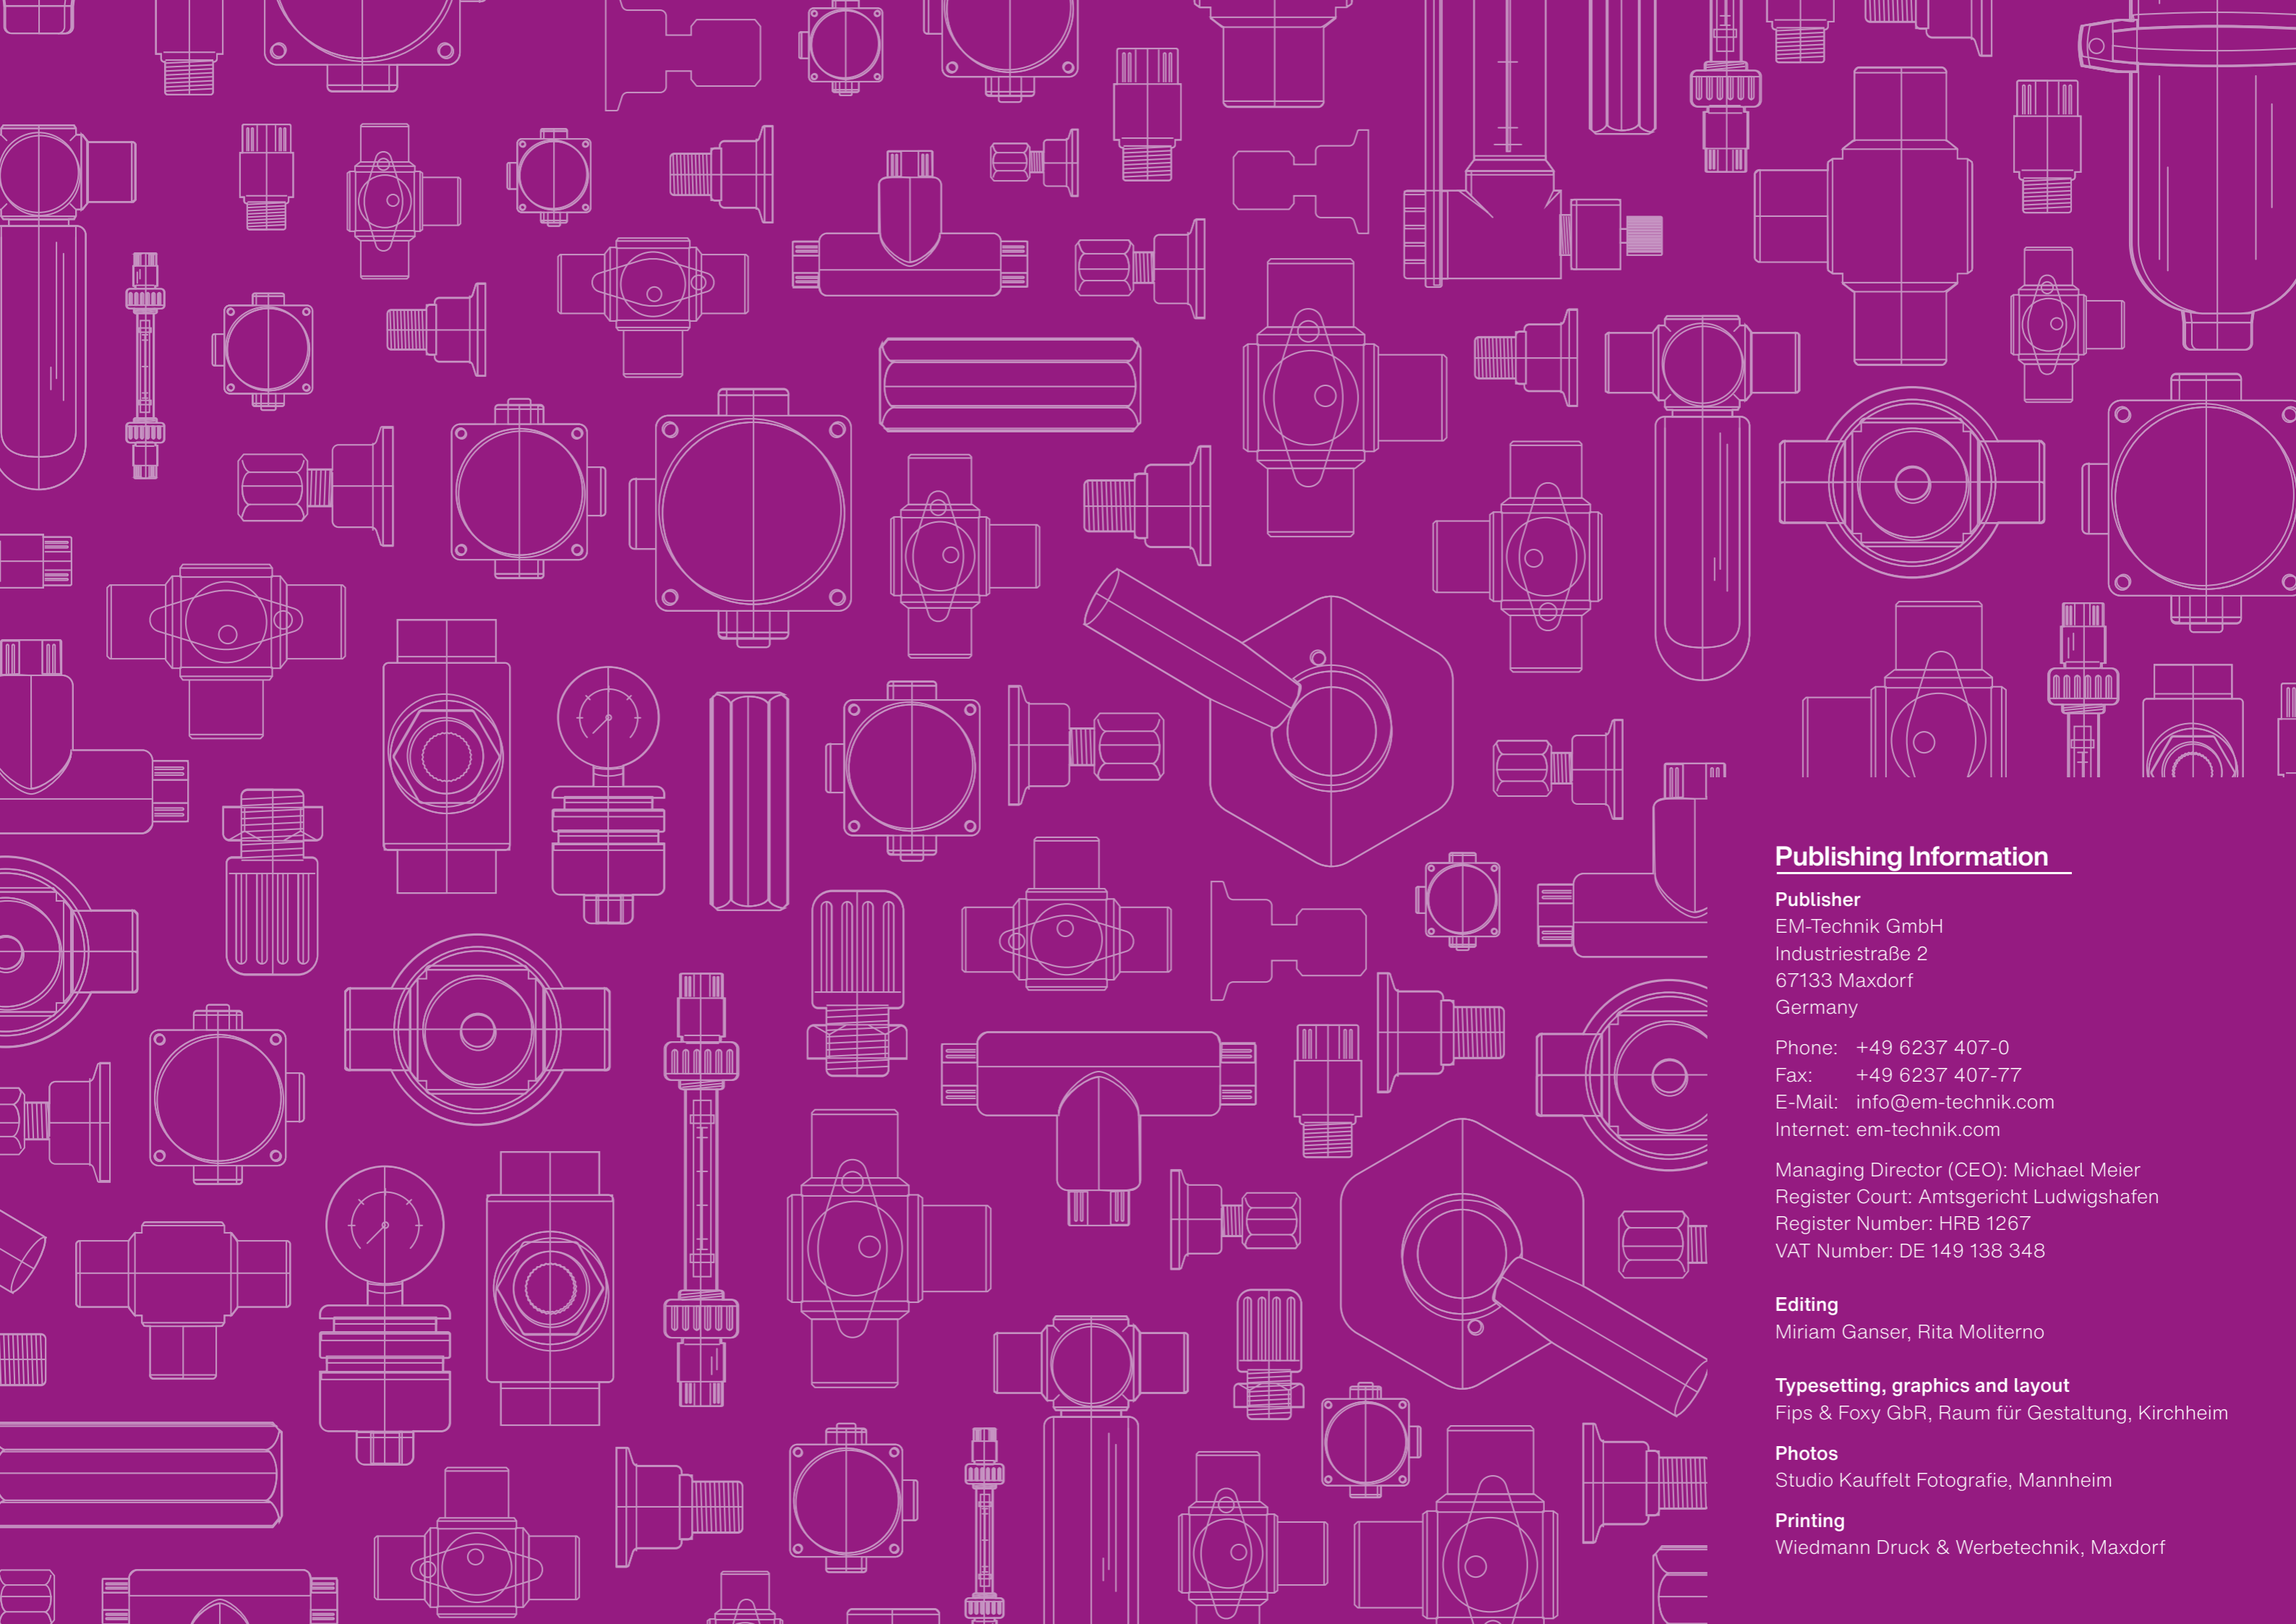 Publishing Information
Publisher
EM-Technik GmbH
Industriestraße 2
67133 Maxdorf
Germany
Phone: +49 6237 407-0
Fax: +49 6237 407-77
E-Mail: info@em-technik.com
Internet: em-technik.com
Managing Director (CEO): Michael Meier
Register Court: Amtsgericht Ludwigshafen
Register Number: HRB 1267
VAT Number: DE 149 138 348
Editing
Miriam Ganser, Rita Moliterno
Typesetting, graphics and layout
Fips & Foxy GbR, Raum für Gestaltung, Kirchheim
Photos
Studio Kauffelt Fotografie, Mannheim
Printing
Wiedmann Druck & Werbetechnik, Maxdorf